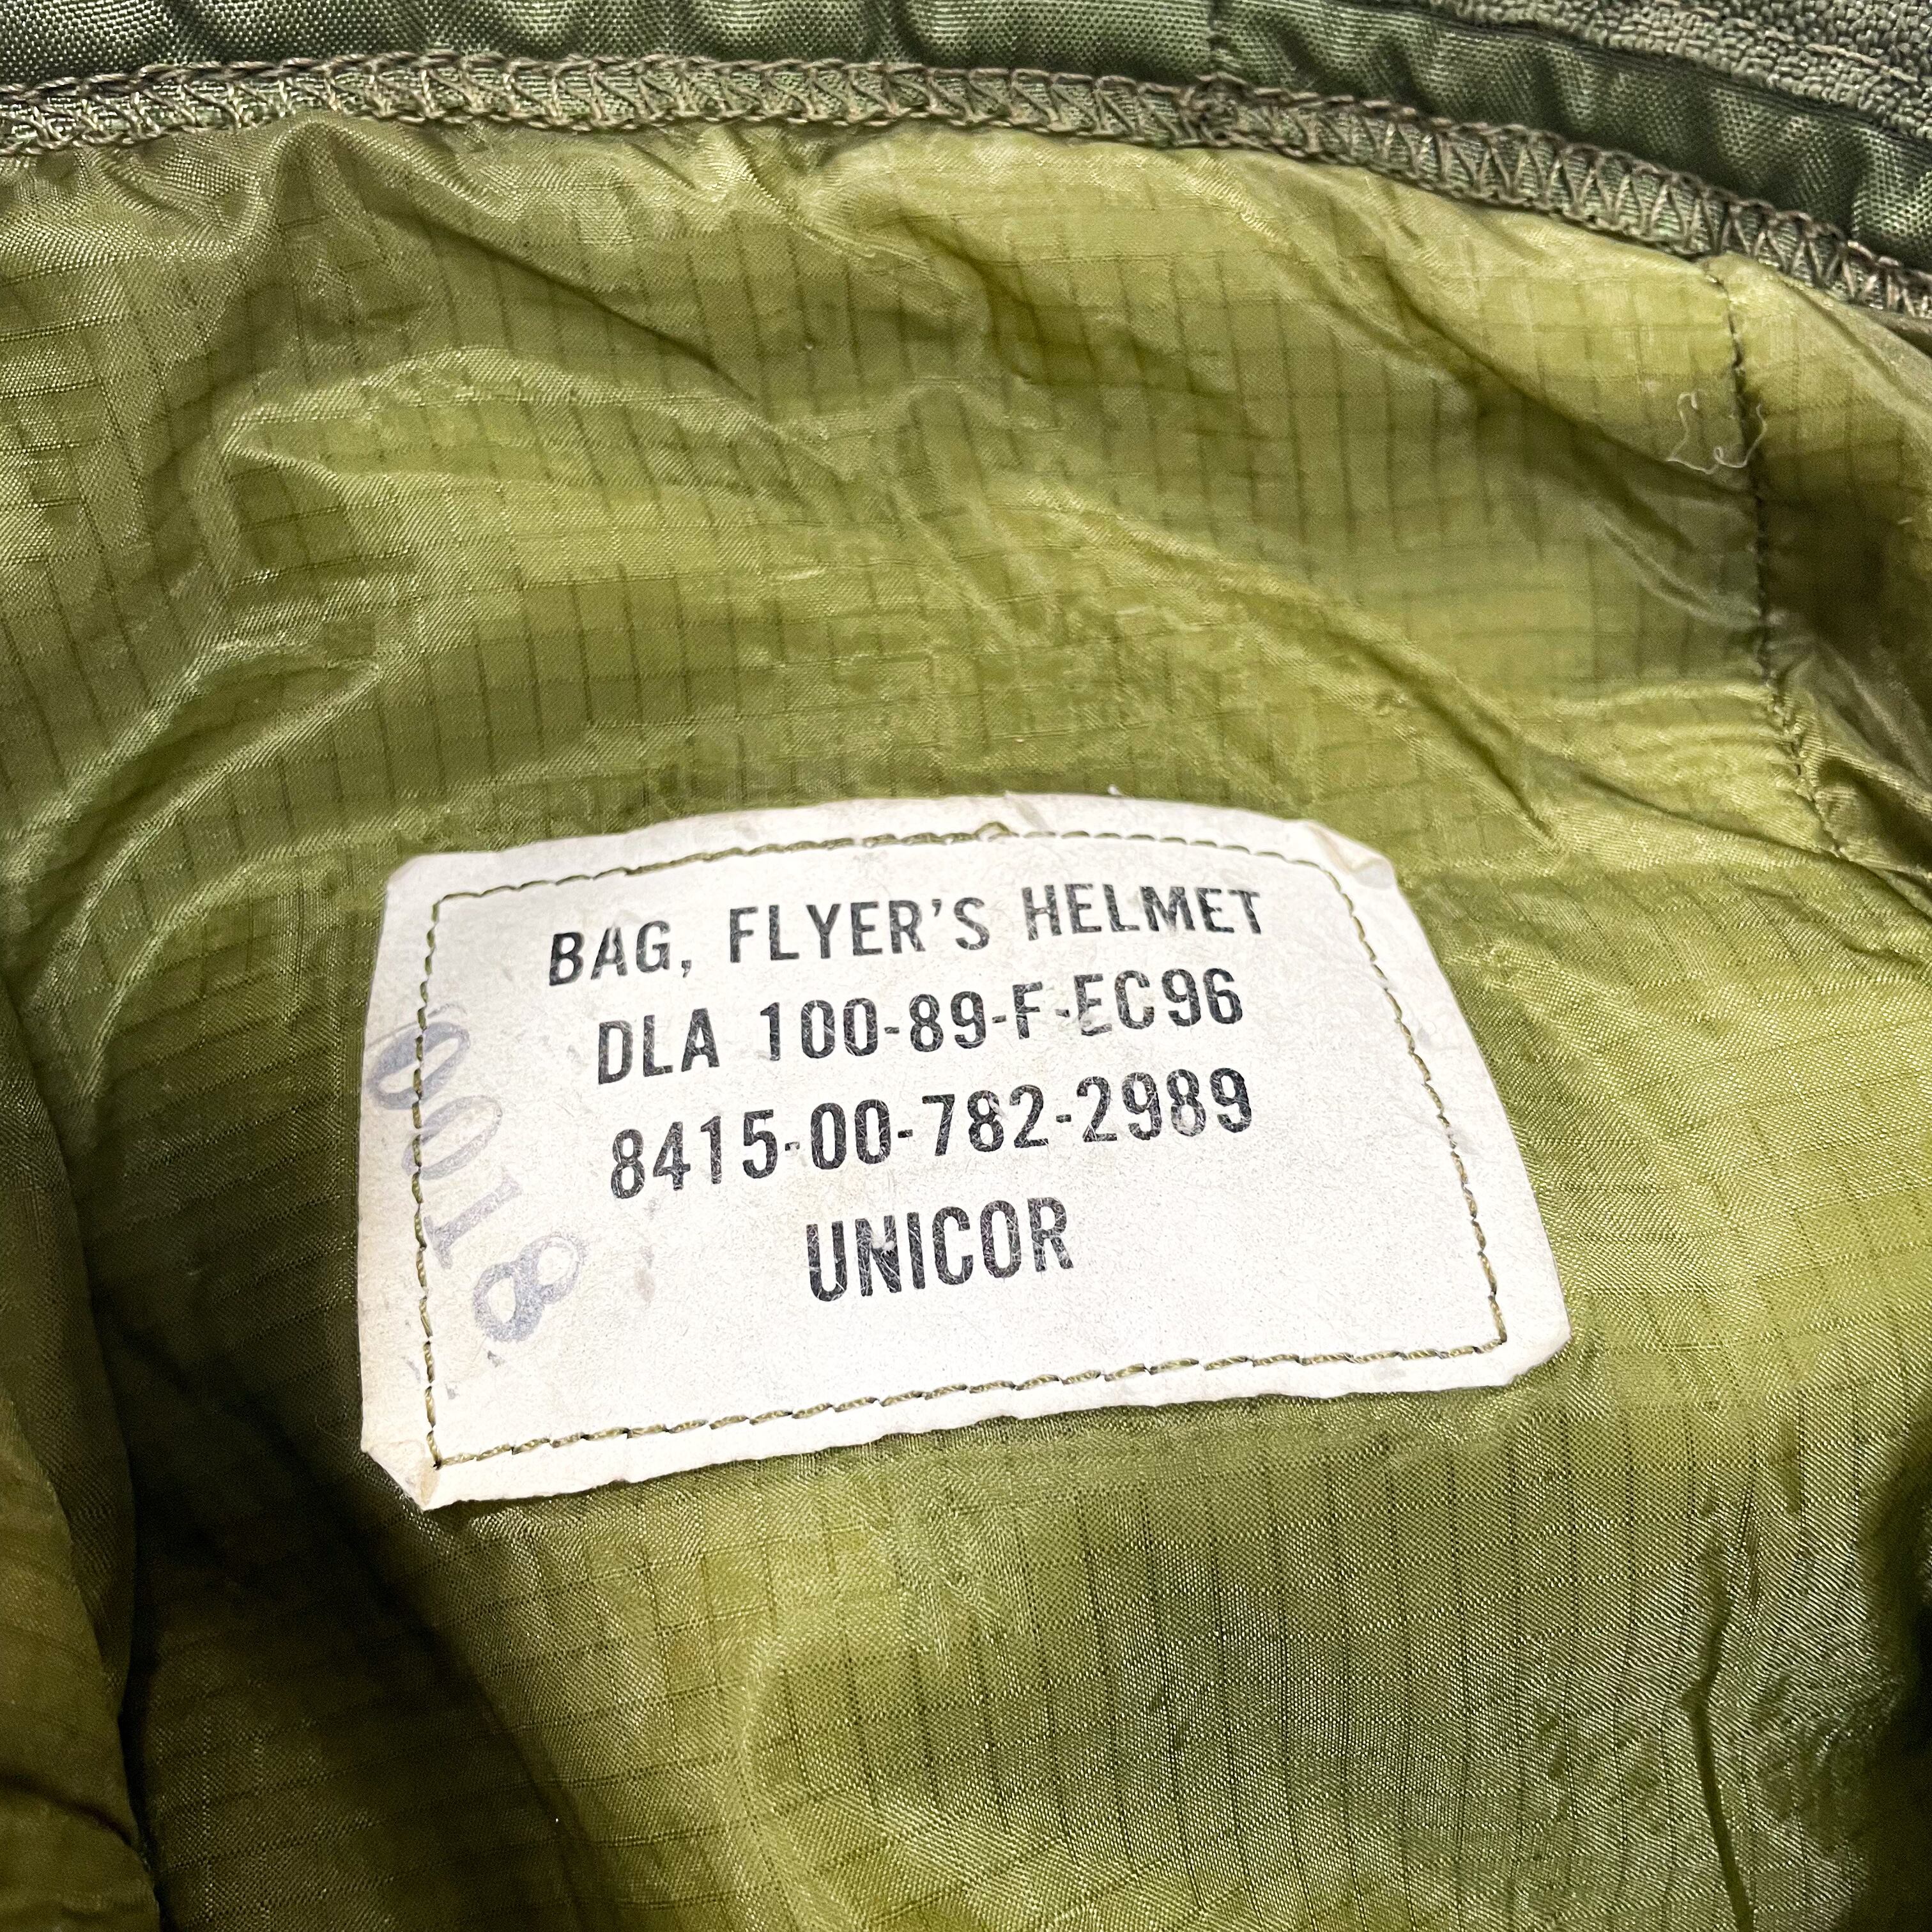 BAG, FLYER'S HELMET
DLA 100-89-F-EC96
8415-00-782-2989
UNICOR
0018